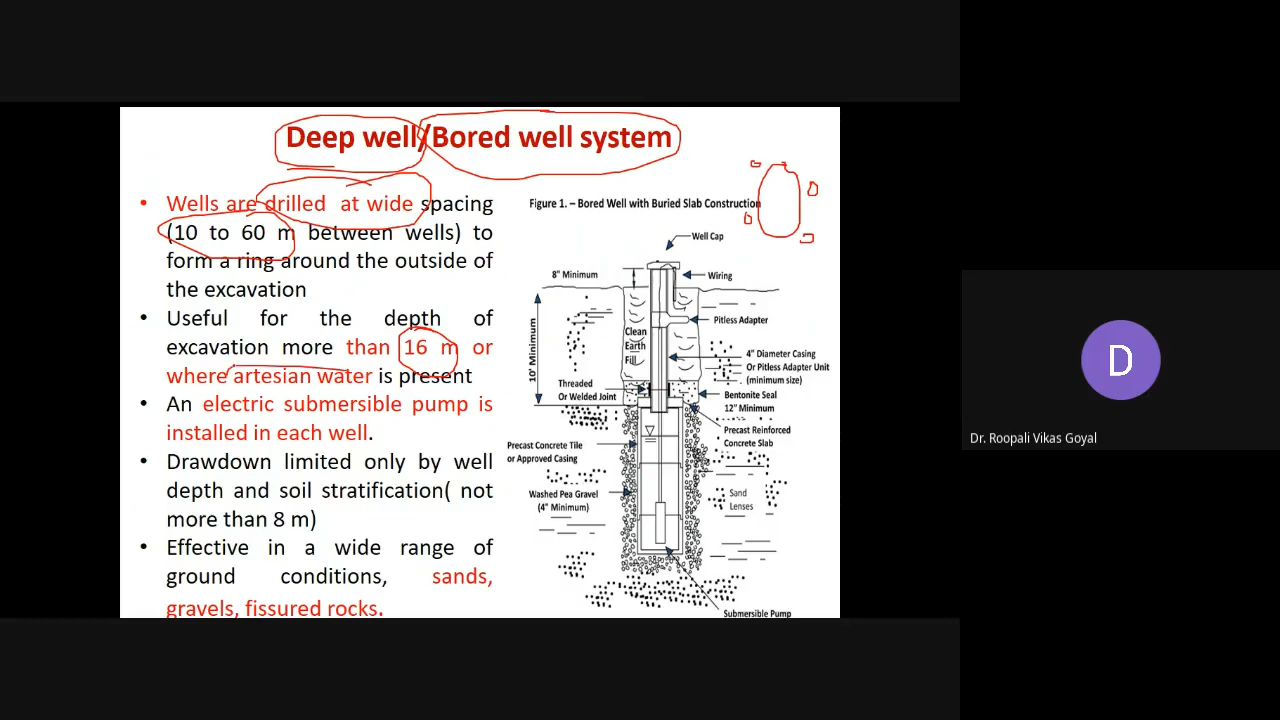 Deep well/Bored well system
• Wells are drilled at wide spacing
(10 to 60 m between wells) to
form a ring around the outside of
the excavation
• Useful for the depth of
excavation more than 16 m or
where artesian water is present
• An electric submersible pump is
installed in each well.
• Drawdown limited only by well
depth and soil stratification( not
more than 8 m)
• Effective in a wide range of
ground conditions, sands,
gravels, fissured rocks.
Figure 1. – Bored Well with Buried Slab Construction
Well Cap
8" Minimum
Wiring
Pitless Adapter
10' Minimum
Clean
Earth
Fill
4" Diameter Casing
Or Pitless Adapter Unit
(minimum size)
Threaded
Or Welded Joint
Bentonite Seal
12" Minimum
Precast Reinforced
Concrete Slab
Precast Concrete Tile
or Approved Casing
Washed Pea Gravel
(4" Minimum)
Sand
Lenses
Submersible Pump
D
Dr. Roopali Vikas Goyal